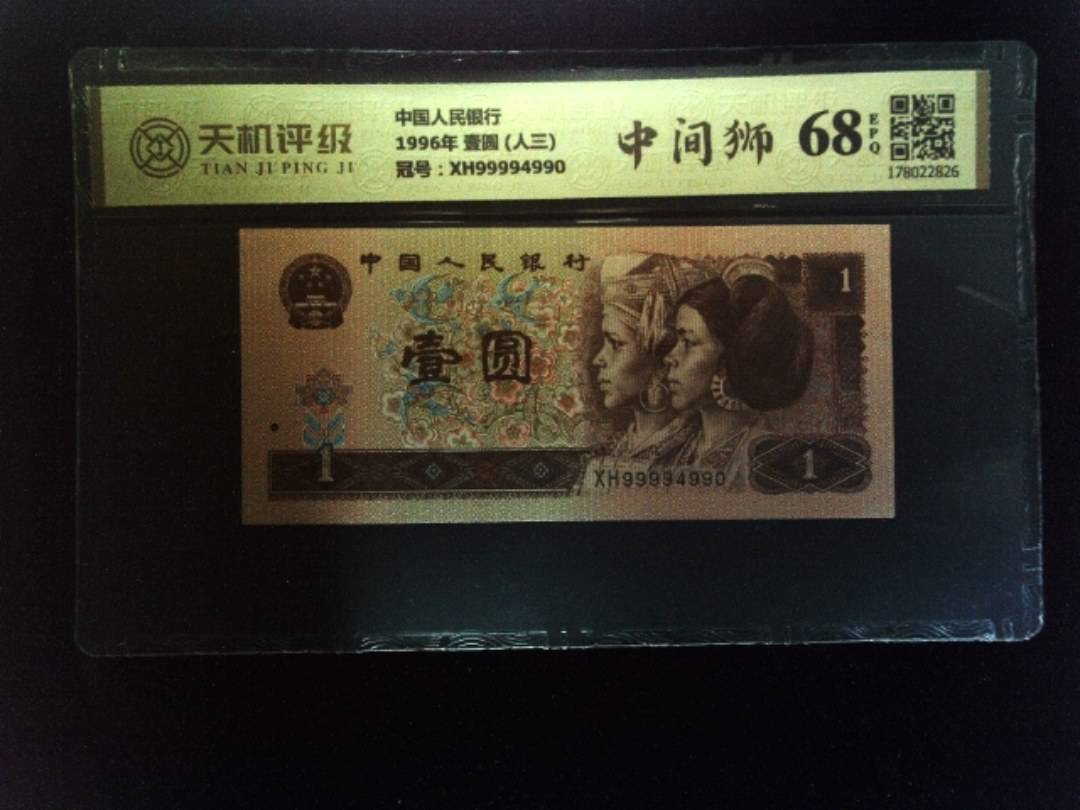 天机评级
TIAN JI PING JI
中国人民银行
1996年 壹圆 (人三)
冠号：XH99994990
中间狮
68
EPQ
178022826
中国人民银行
1
壹圆
1
XH99994990
1